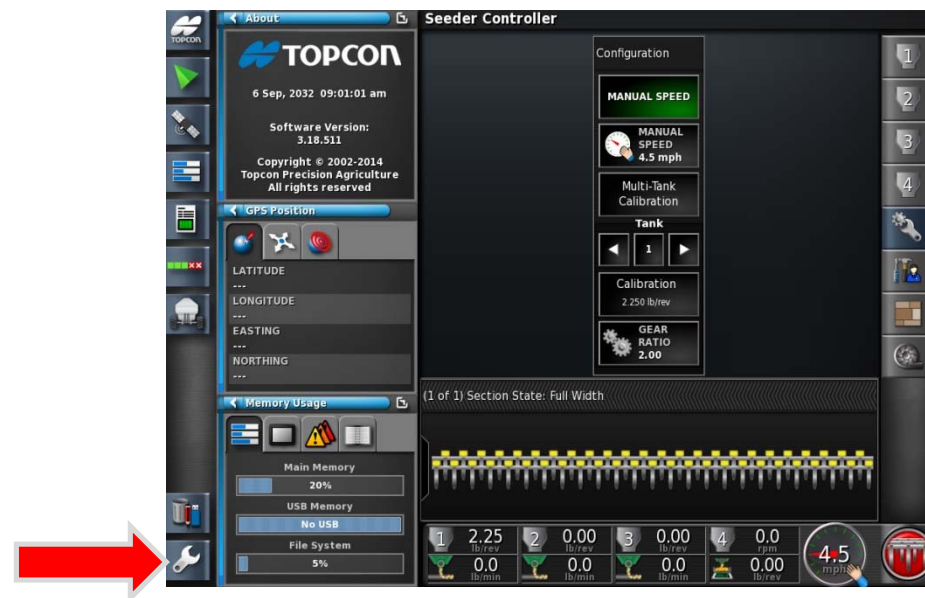 TOPCON
About
TOPCON
6 Sep, 2032 09:01:01 am
Software Version:
3.18.511
Copyright © 2002-2014
Topcon Precision Agriculture
All rights reserved
GPS Position
LATITUDE
---
LONGITUDE
---
EASTING
---
NORTHING
---
Memory Usage
Main Memory
20%
USB Memory
No USB
File System
5%
Seeder Controller
Configuration
MANUAL SPEED
MANUAL
SPEED
4.5 mph
Multi-Tank
Calibration
Tank
1
Calibration
2.250 lb/rev
GEAR
RATIO
2.00
(1 of 1) Section State: Full Width
1 2.25 lb/rev
0.0 lb/min
2 0.00 lb/rev
0.0 lb/min
3 0.00 lb/rev
0.0 lb/min
4 0.0 rpm
0.0 lb/rev
4.5
mph
1
2
3
4